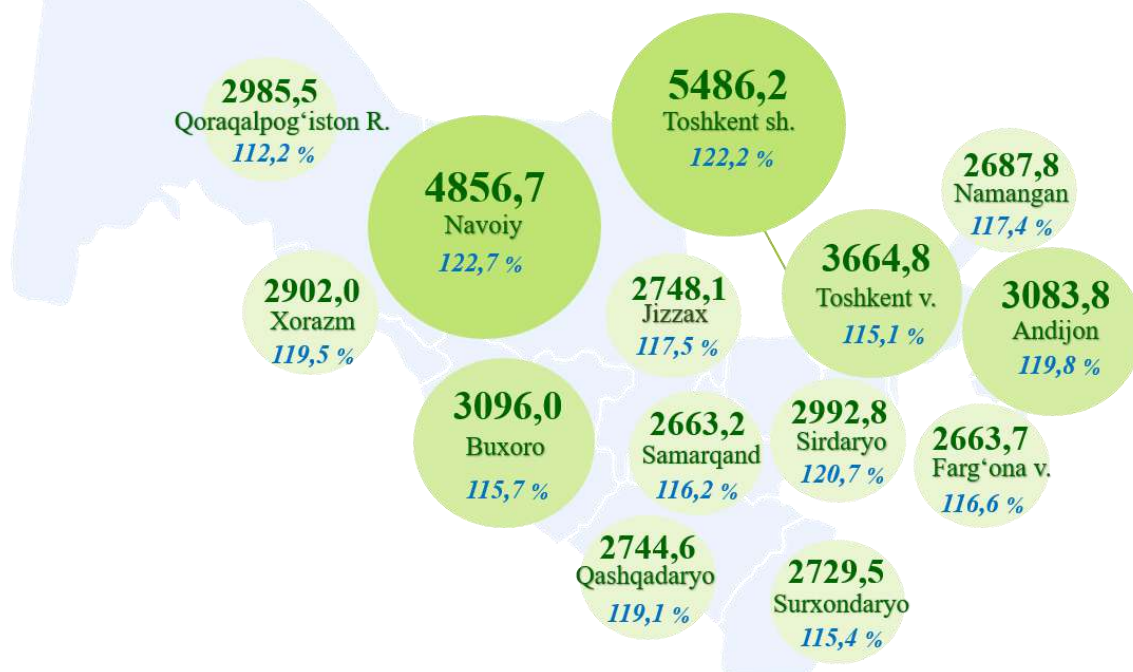 2985,5
Qoraqalpog‘iston R.
112,2 %
5486,2
Toshkent sh.
122,2 %
4856,7
Navoiy
122,7 %
2687,8
Namangan
117,4 %
3664,8
Toshkent v.
115,1 %
3083,8
Andijon
119,8 %
2902,0
Xorazm
119,5 %
2748,1
Jizzax
117,5 %
3096,0
Buxoro
115,7 %
2663,2
Samarqand
116,2 %
2992,8
Sirdaryo
120,7 %
2663,7
Farg‘ona v.
116,6 %
2744,6
Qashqadaryo
119,1 %
2729,5
Surxondaryo
115,4 %